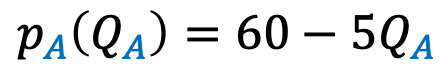 p_A(Q_A) = 60 − 5Q_A